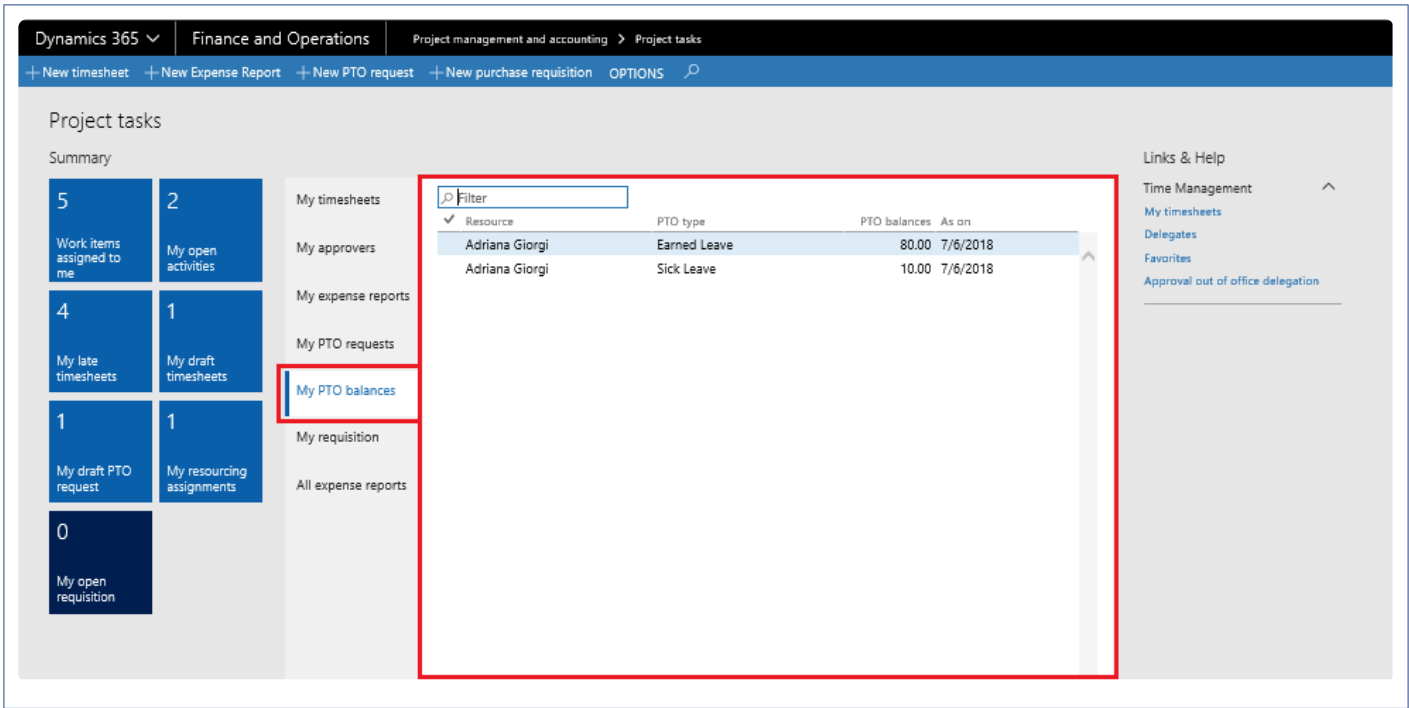 Dynamics 365
Finance and Operations
Project management and accounting > Project tasks
+ New timesheet + New Expense Report + New PTO request + New purchase requisition OPTIONS
Project tasks
Summary
5
Work items
assigned to
me
2
My open
activities
4
My late
timesheets
1
My draft
timesheets
1
My draft PTO
request
1
My resourcing
assignments
0
My open
requisition
My timesheets
My approvers
My expense reports
My PTO requests
My PTO balances
My requisition
All expense reports
Filter
Resource PTO type PTO balances As on
Adriana Giorgi Earned Leave 80.00 7/6/2018
Adriana Giorgi Sick Leave 10.00 7/6/2018
Links & Help
Time Management
My timesheets
Delegates
Favorites
Approval out of office delegation